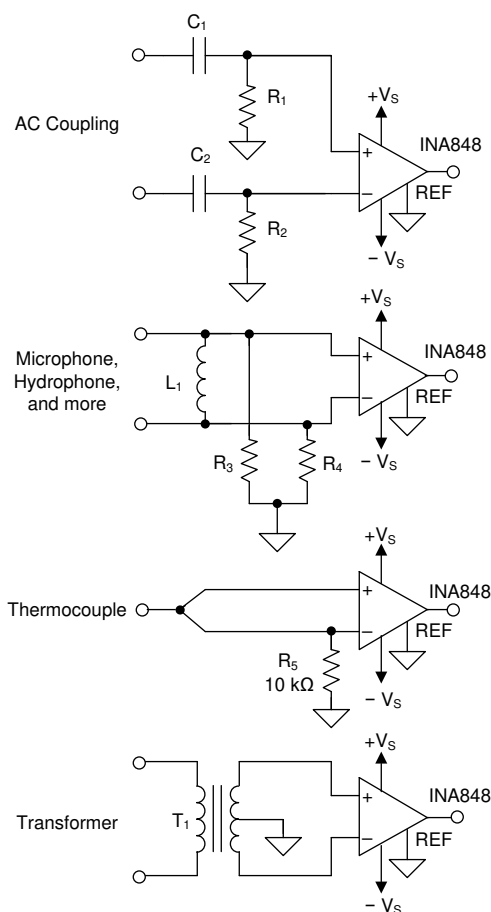 C1
R1
+VS
INA848
AC Coupling
+
C2
−
REF
R2
− VS
+VS
INA848
Microphone,
Hydrophone,
and more
L1
+
−
REF
R3
R4
− VS
+VS
INA848
Thermocouple
+
−
REF
R5
10 kΩ
− VS
+VS
INA848
Transformer
T1
+
−
REF
− VS